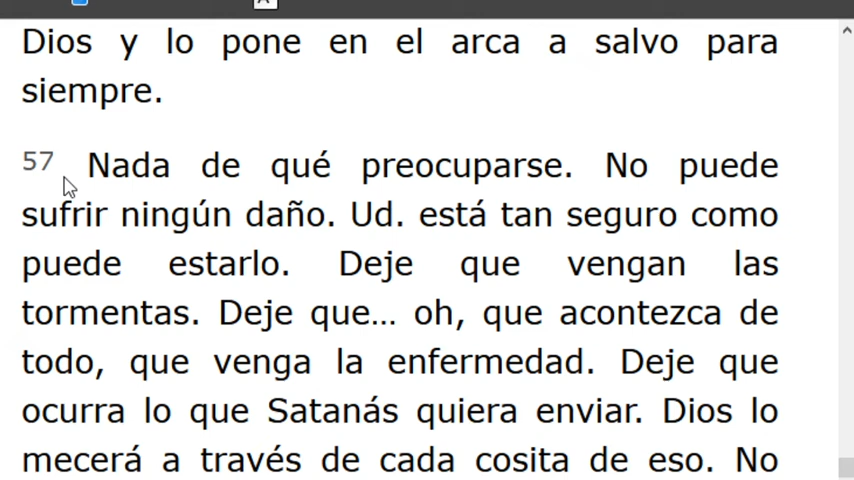 Dios y lo pone en el arca a salvo para
siempre.
57 Nada de qué preocuparse. No puede
sufrir ningún daño. Ud. está tan seguro como
puede estarlo. Deje que vengan las
tormentas. Deje que... oh, que acontezca de
todo, que venga la enfermedad. Deje que
ocurra lo que Satanás quiera enviar. Dios lo
mecerá a través de cada cosita de eso. No